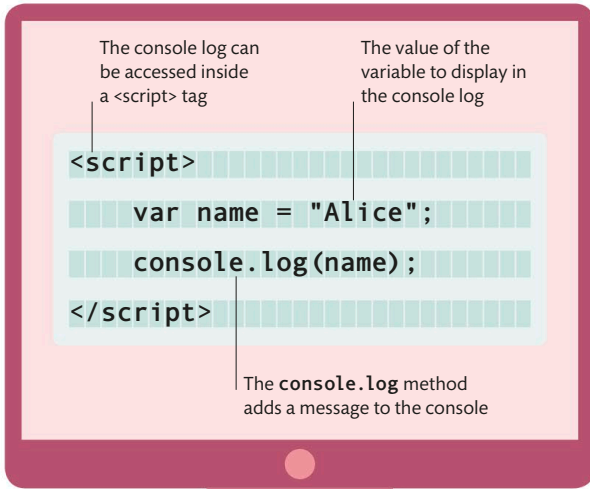 The console log can
be accessed inside
a <script> tag
The value of the
variable to display in
the console log
<script>
var name = "Alice";
console.log(name);
</script>
The console.log method
adds a message to the console